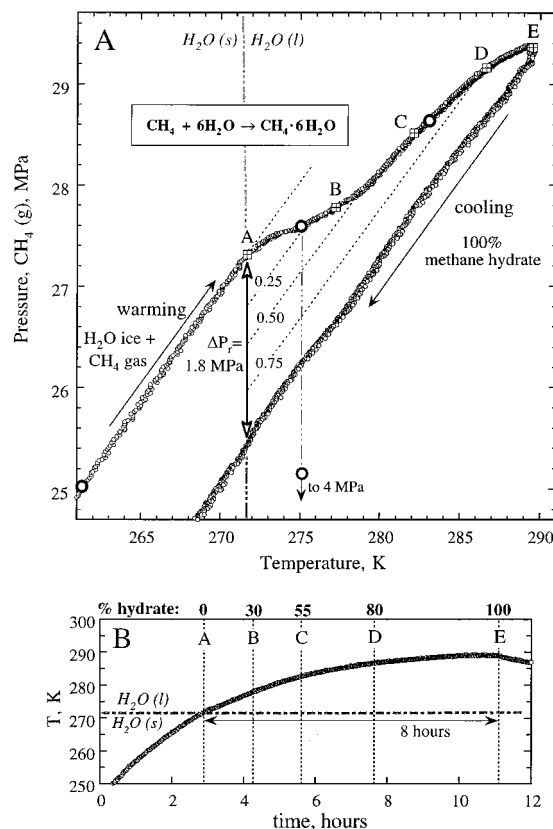 A
H₂O (s) H₂O (l)
E
D
C
B
A
CH₄ + 6H₂O → CH₄·6H₂O
Pressure, CH₄ (g), MPa
29
28
27
26
25
warming
H₂O ice +
CH₄ gas
cooling
100%
methane hydrate
0.25
0.50
0.75
ΔPᵣ=
1.8 MPa
to 4 MPa
265 270 275 280 285 290
Temperature, K
% hydrate: 0 30 55 80 100
B
A B C D E
T, K
300
290
280
270
260
250
H₂O (l)
H₂O (s)
8 hours
0 2 4 6 8 10 12
time, hours